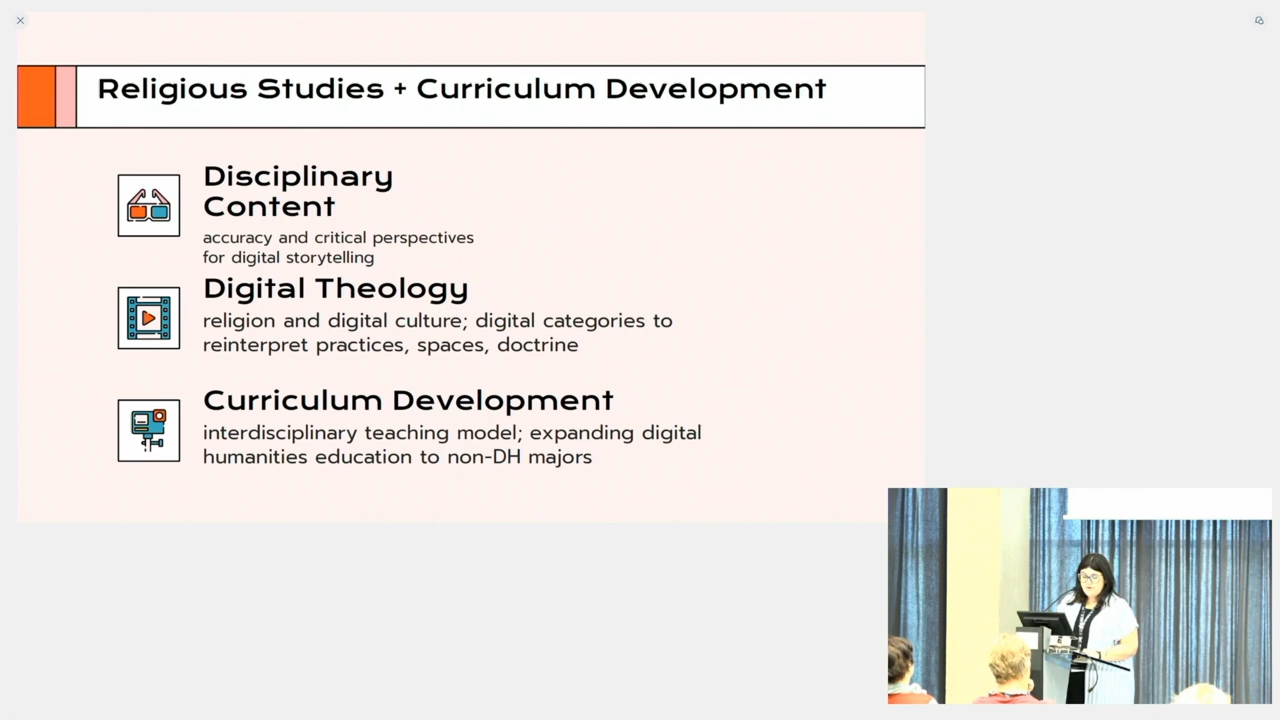 Religious Studies + Curriculum Development
Disciplinary
Content
accuracy and critical perspectives
for digital storytelling
Digital Theology
religion and digital culture; digital categories to
reinterpret practices, spaces, doctrine
Curriculum Development
interdisciplinary teaching model; expanding digital
humanities education to non-DH majors